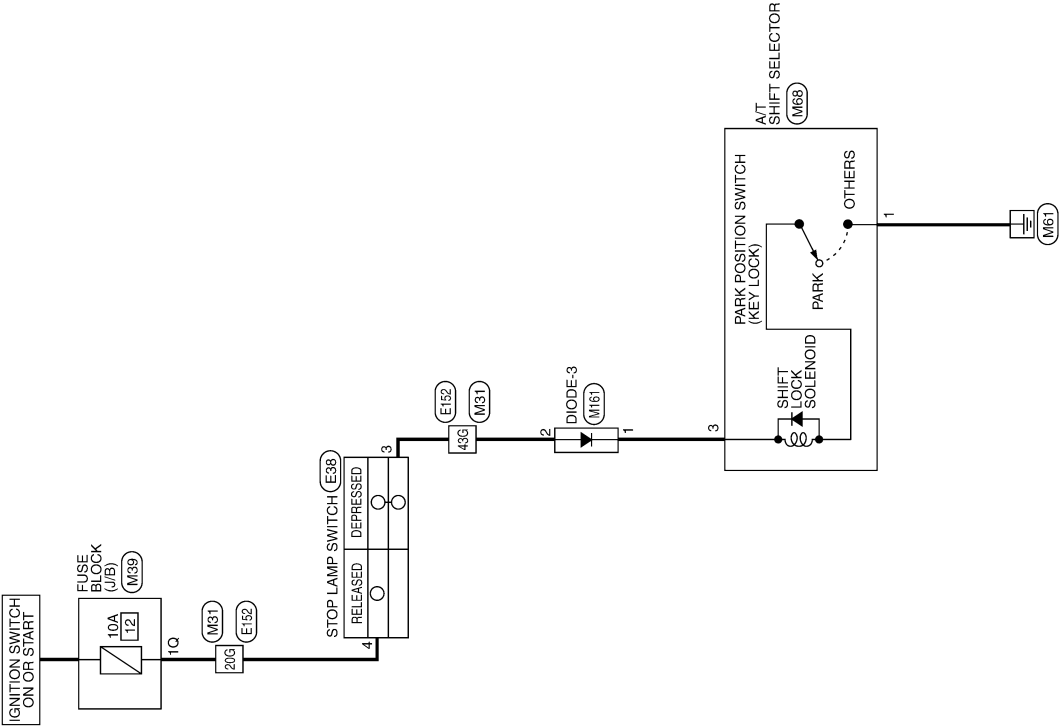 IGNITION SWITCH
ON OR START
FUSE
BLOCK
(J/B)
M39
10A
12
1Q
M31
E152
20G
4
STOP LAMP SWITCH
E38
RELEASED
DEPRESSED
3
E152
M31
43G
2
DIODE-3
M161
1
3
A/T
SHIFT SELECTOR
M68
PARK POSITION SWITCH
(KEY LOCK)
SHIFT
LOCK
SOLENOID
PARK
OTHERS
1
M61